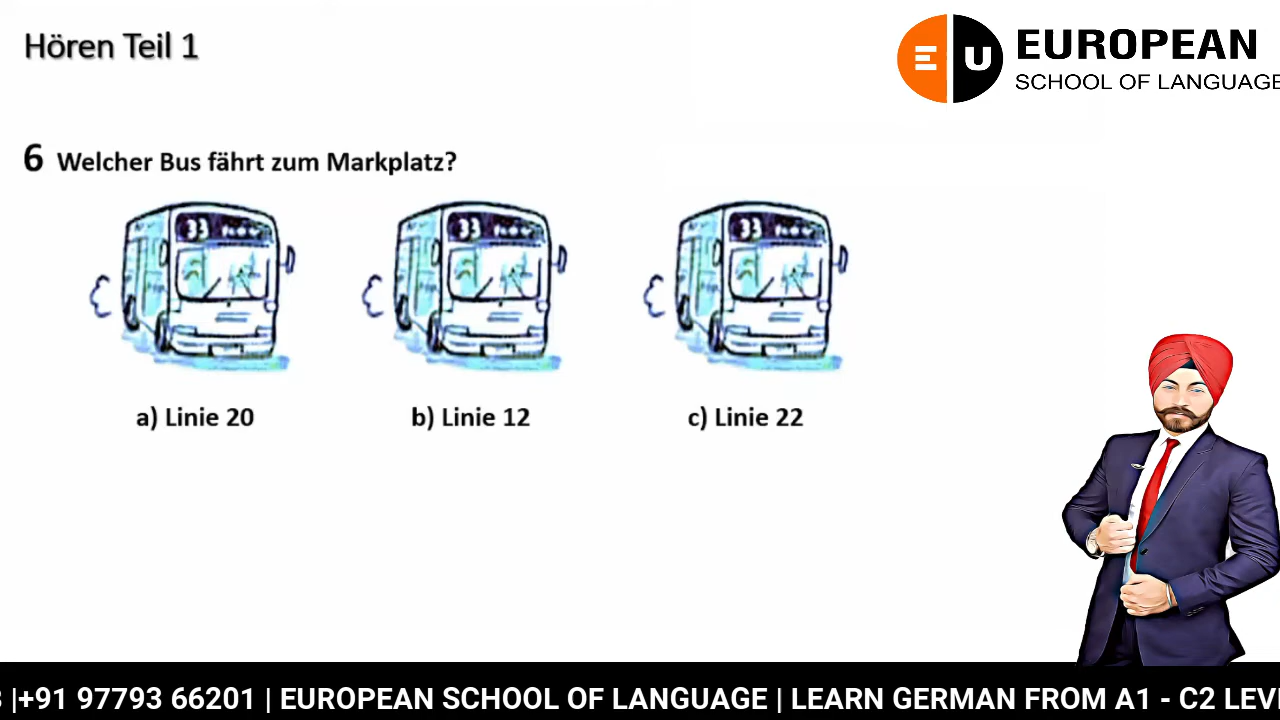 Hören Teil 1
E U EUROPEAN
SCHOOL OF LANGUAGE
6 Welcher Bus fährt zum Markplatz?
33 33 33
a) Linie 20 b) Linie 12 c) Linie 22
|+91 97793 66201 | EUROPEAN SCHOOL OF LANGUAGE | LEARN GERMAN FROM A1 - C2 LEV